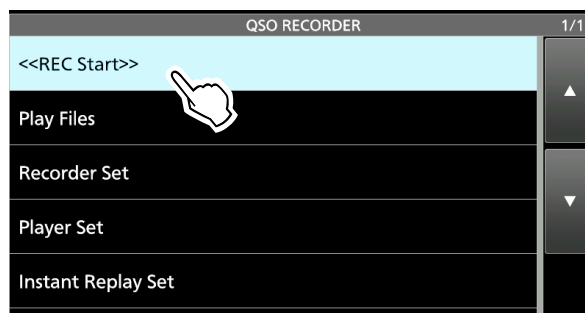 QSO RECORDER 1/1
<<REC Start>>
Play Files
Recorder Set
Player Set
Instant Replay Set